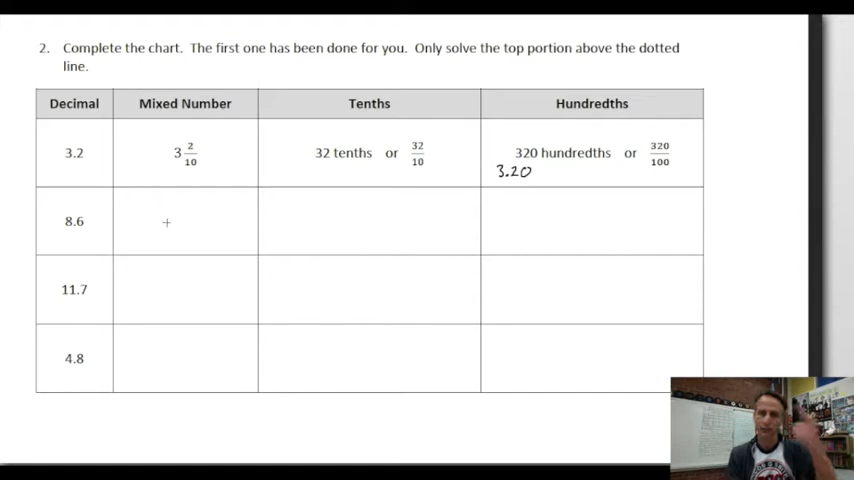 2. Complete the chart. The first one has been done for you. Only solve the top portion above the dotted
line.
Decimal Mixed Number Tenths Hundredths
3.2 3 2/10 32 tenths or 32/10 320 hundredths or 320/100
3.20
8.6
11.7
4.8